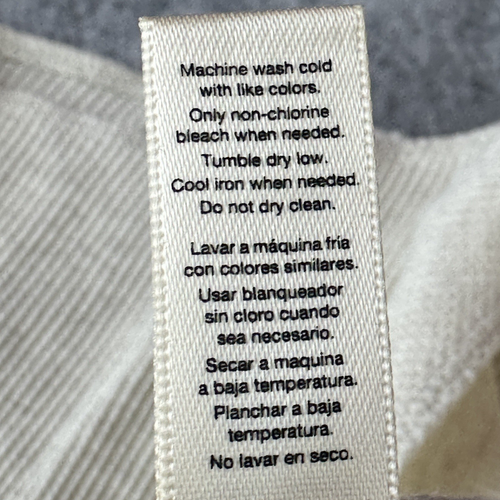 Machine wash cold
with like colors.
Only non-chlorine
bleach when needed.
Tumble dry low.
Cool iron when needed.
Do not dry clean.
Lavar a máquina fría
con colores similares.
Usar blanqueador
sin cloro cuando
sea necesario.
Secar a maquina
a baja temperatura.
Planchar a baja
temperatura.
No lavar en seco.